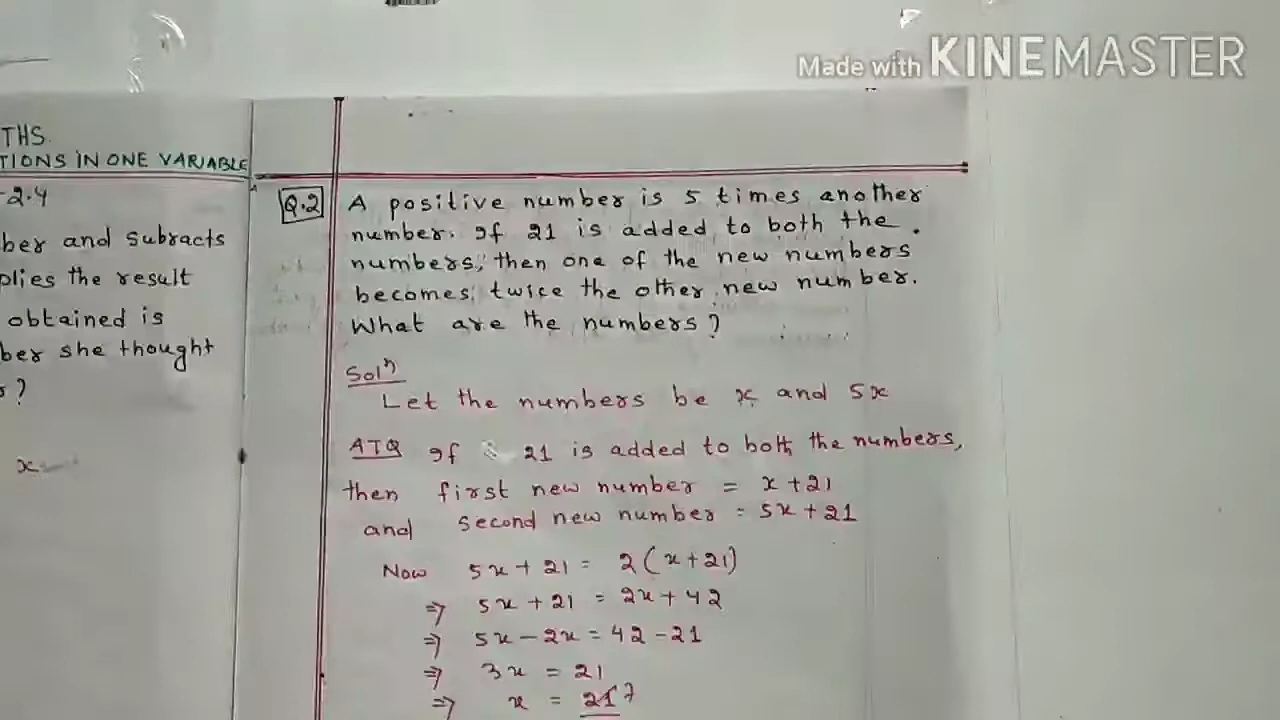 Made with KINEMASTER
THS.
TIONS IN ONE VARIABLE
-2.4
ber and subracts
plies the result
obtained is
ber she thought
?
x
Q.2 A positive number is 5 times another
number. If 21 is added to both the
numbers, then one of the new numbers
becomes twice the other new number.
What are the numbers?
Solⁿ
Let the numbers be x and 5x
ATQ If 21 is added to both the numbers,
then first new number = x+21
and second new number = 5x+21
Now 5x+21 = 2(x+21)
⇒ 5x+21 = 2x+42
⇒ 5x-2x = 42-21
⇒ 3x = 21
⇒ x = 21 7